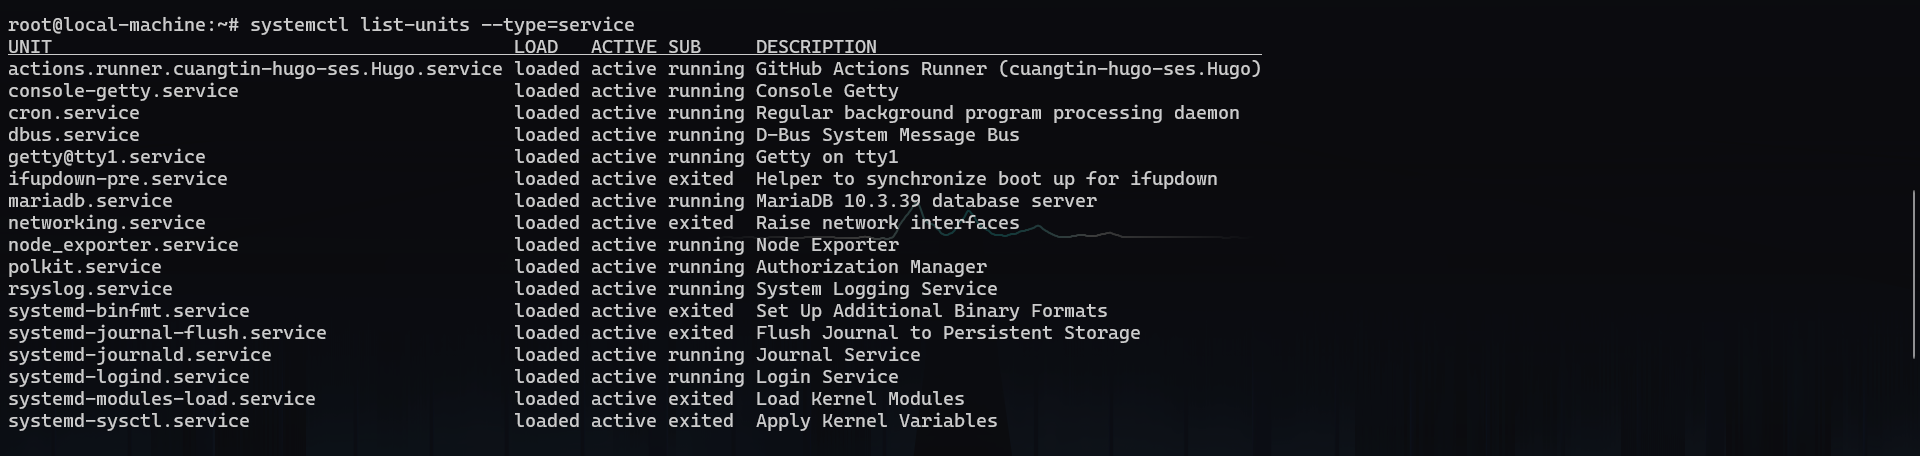 root@local-machine:~# systemctl list-units --type=service
UNIT LOAD ACTIVE SUB DESCRIPTION
actions.runner.cuangtin-hugo-ses.Hugo.service loaded active running GitHub Actions Runner (cuangtin-hugo-ses.Hugo)
console-getty.service loaded active running Console Getty
cron.service loaded active running Regular background program processing daemon
dbus.service loaded active running D-Bus System Message Bus
getty@tty1.service loaded active running Getty on tty1
ifupdown-pre.service loaded active exited Helper to synchronize boot up for ifupdown
mariadb.service loaded active running MariaDB 10.3.39 database server
networking.service loaded active exited Raise network interfaces
node_exporter.service loaded active running Node Exporter
polkit.service loaded active running Authorization Manager
rsyslog.service loaded active running System Logging Service
systemd-binfmt.service loaded active exited Set Up Additional Binary Formats
systemd-journal-flush.service loaded active exited Flush Journal to Persistent Storage
systemd-journald.service loaded active running Journal Service
systemd-logind.service loaded active running Login Service
systemd-modules-load.service loaded active exited Load Kernel Modules
systemd-sysctl.service loaded active exited Apply Kernel Variables